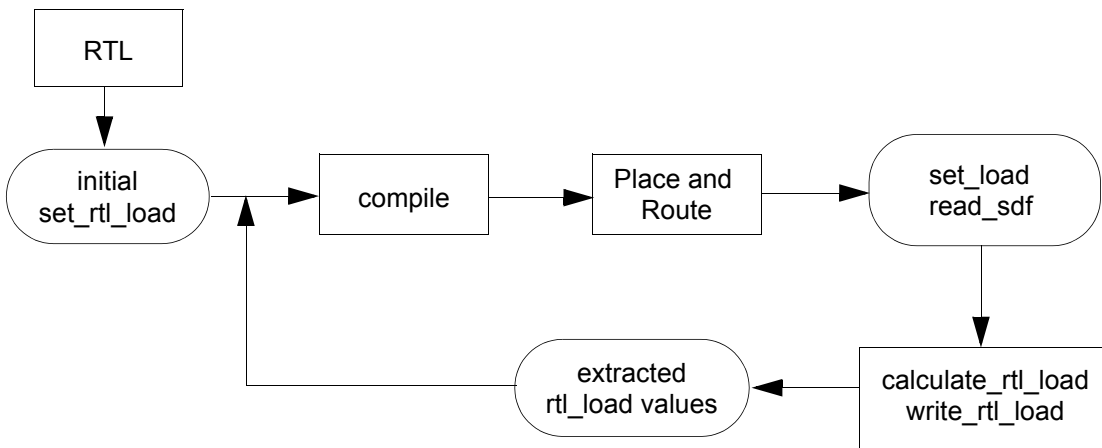 RTL
initial
set_rtl_load
compile
Place and
Route
set_load
read_sdf
calculate_rtl_load
write_rtl_load
extracted
rtl_load values